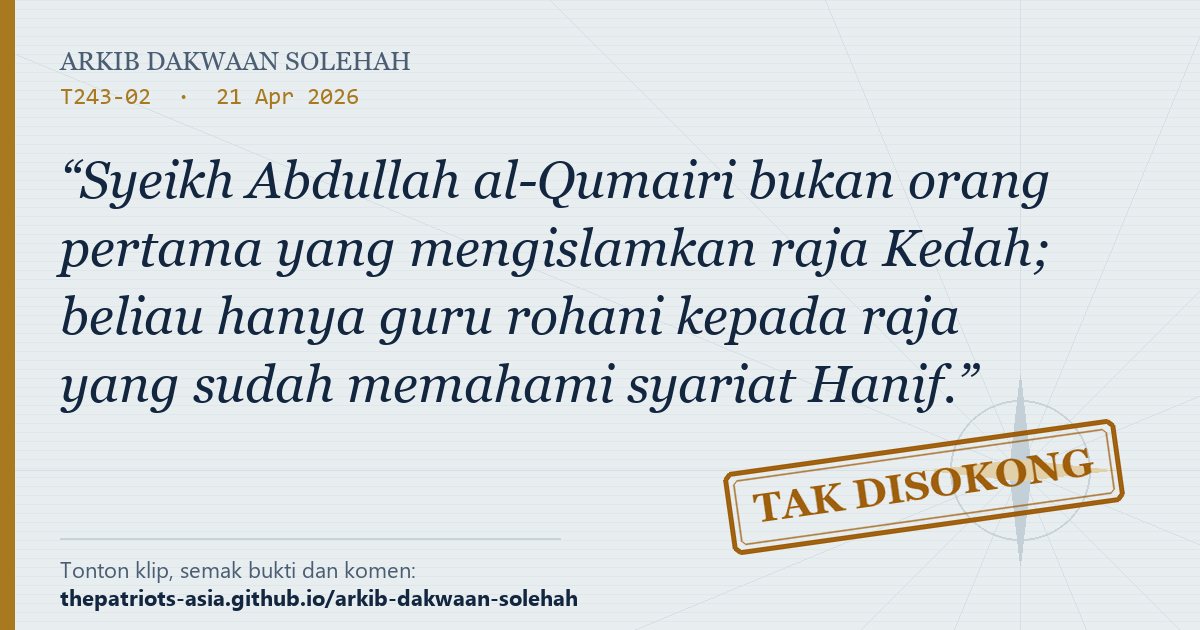 ARKIB DAKWAAN SOLEHAH
T243-02 · 21 Apr 2026
“Syeikh Abdullah al-Qumairi bukan orang
pertama yang mengislamkan raja Kedah;
beliau hanya guru rohani kepada raja
yang sudah memahami syariat Hanif.”
TAK DISOKONG
Tonton klip, semak bukti dan komen:
thepatriots-asia.github.io/arkib-dakwaan-solehah